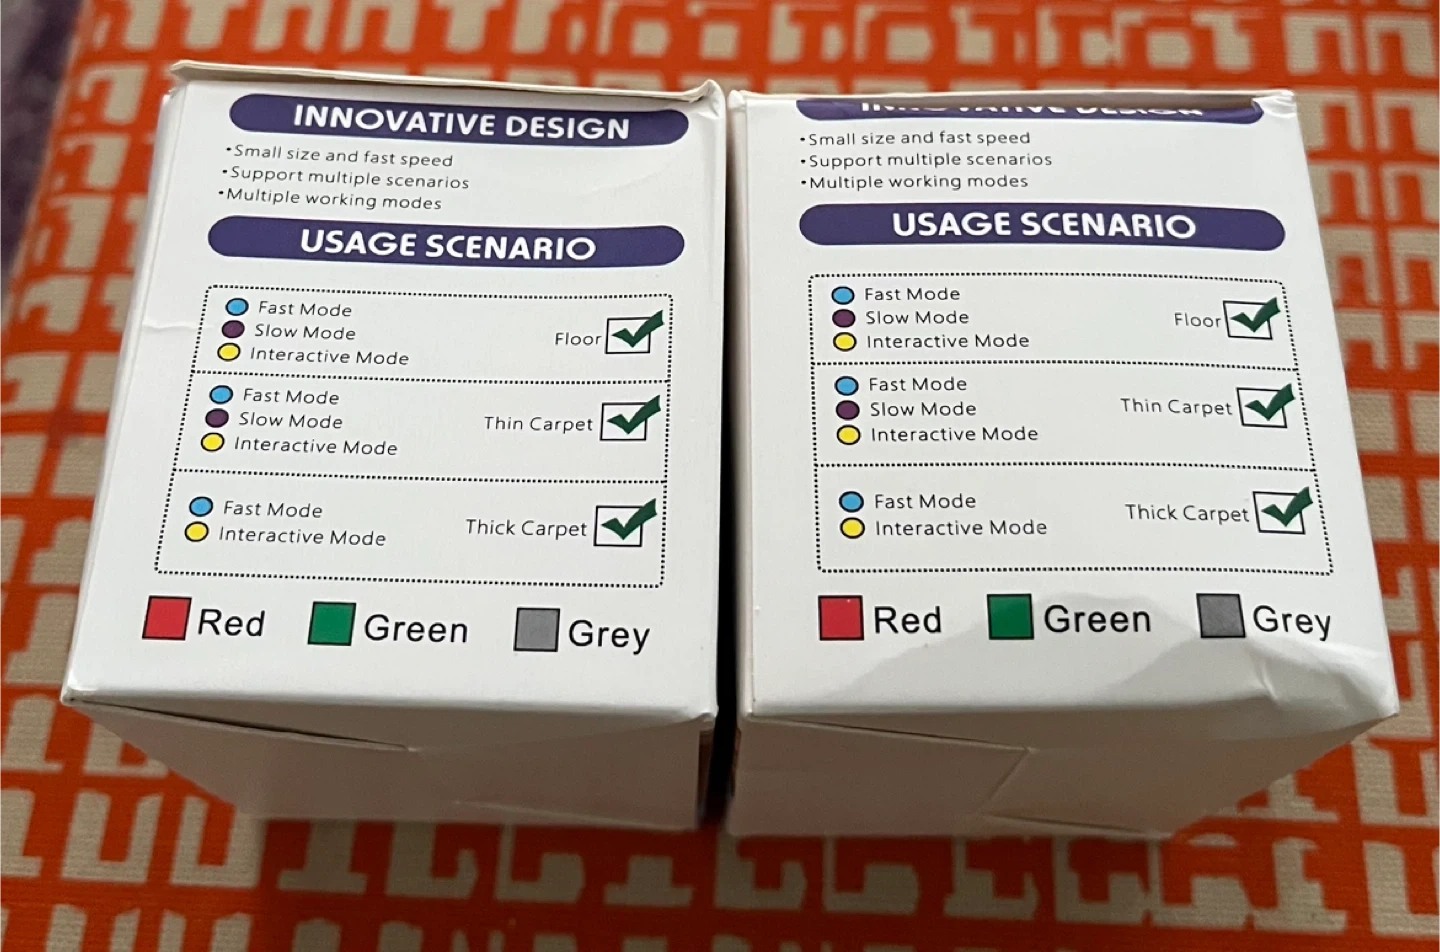 INNOVATIVE DESIGN
•Small size and fast speed
•Support multiple scenarios
•Multiple working modes
USAGE SCENARIO
Fast Mode
Slow Mode
Interactive Mode
Floor
Fast Mode
Slow Mode
Interactive Mode
Thin Carpet
Fast Mode
Interactive Mode
Thick Carpet
Red Green Grey
INNOVATIVE DESIGN
•Small size and fast speed
•Support multiple scenarios
•Multiple working modes
USAGE SCENARIO
Fast Mode
Slow Mode
Interactive Mode
Floor
Fast Mode
Slow Mode
Interactive Mode
Thin Carpet
Fast Mode
Interactive Mode
Thick Carpet
Red Green Grey